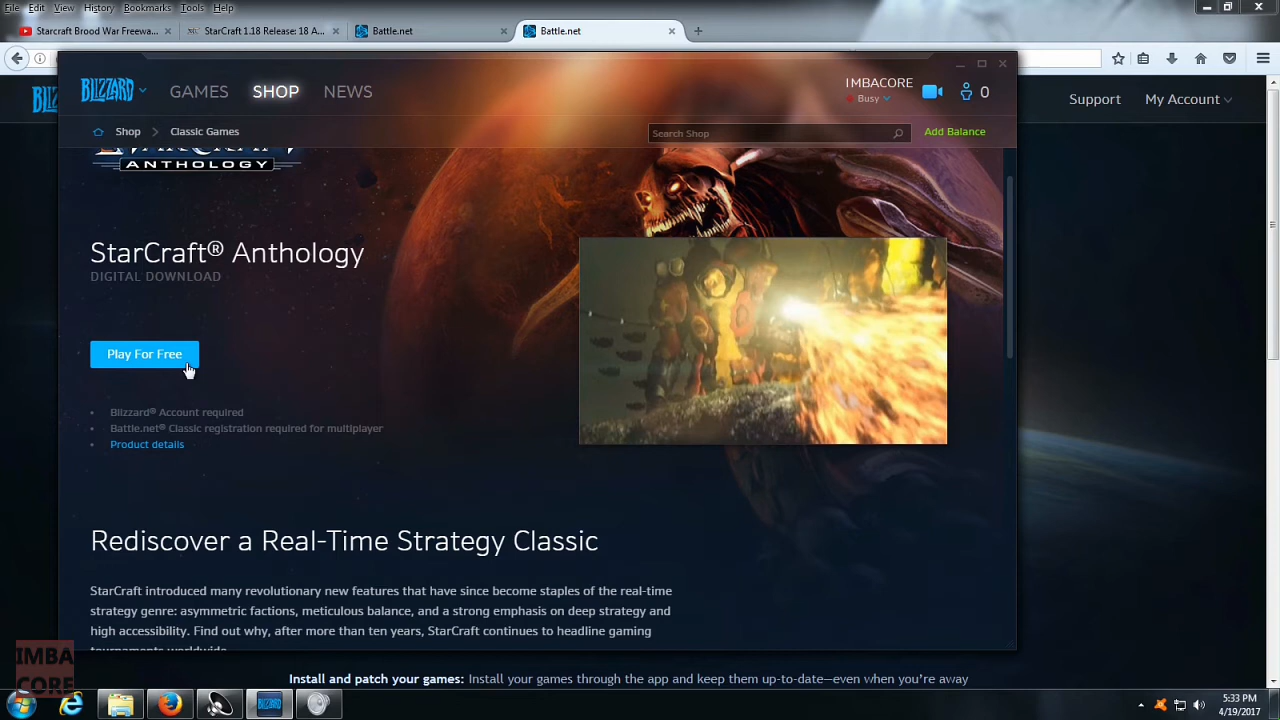 File Edit View History Bookmarks Tools Help
Starcraft Brood War Freewa... × StarCraft 1.18 Release: 18 A... × Battle.net × Battle.net × +
BLIZZARD GAMES SHOP NEWS
IMBACORE
Busy
0
Support My Account
Shop Classic Games Search Shop Add Balance
ANTHOLOGY
StarCraft® Anthology
DIGITAL DOWNLOAD
Play For Free
• Blizzard® Account required
• Battle.net® Classic registration required for multiplayer
• Product details
Rediscover a Real-Time Strategy Classic
StarCraft introduced many revolutionary new features that have since become staples of the real-time
strategy genre: asymmetric factions, meticulous balance, and a strong emphasis on deep strategy and
high accessibility. Find out why, after more than ten years, StarCraft continues to headline gaming
tournaments worldwide.
IMBA
CORE
Install and patch your games: Install your games through the app and keep them up-to-date—even when you're away
5:33 PM
4/19/2017